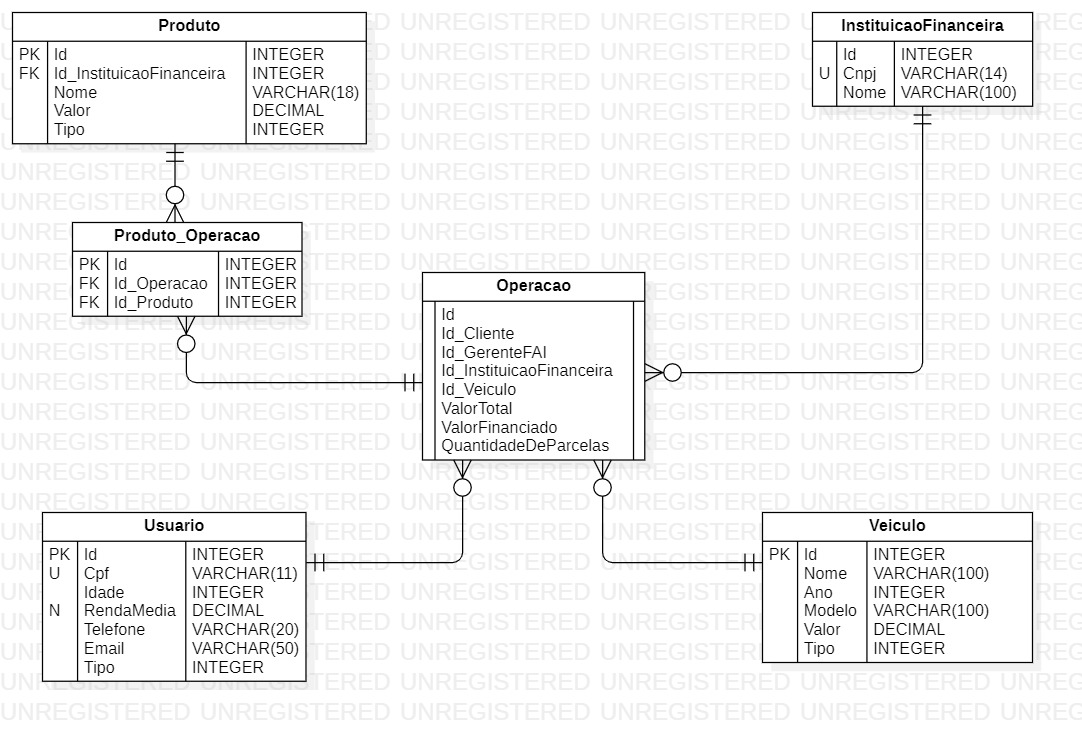 Produto
PK Id INTEGER
FK Id_InstituicaoFinanceira INTEGER
Nome VARCHAR(18)
Valor DECIMAL
Tipo INTEGER
InstituicaoFinanceira
Id INTEGER
U Cnpj VARCHAR(14)
Nome VARCHAR(100)
Produto_Operacao
PK Id INTEGER
FK Id_Operacao INTEGER
FK Id_Produto INTEGER
Operacao
Id
Id_Cliente
Id_GerenteFAI
Id_InstituicaoFinanceira
Id_Veiculo
ValorTotal
ValorFinanciado
QuantidadeDeParcelas
Usuario
PK Id INTEGER
U Cpf VARCHAR(11)
Idade INTEGER
N RendaMedia DECIMAL
Telefone VARCHAR(20)
Email VARCHAR(50)
Tipo INTEGER
Veiculo
PK Id INTEGER
Nome VARCHAR(100)
Ano INTEGER
Modelo VARCHAR(100)
Valor DECIMAL
Tipo INTEGER
UNREGISTERED UNREGISTERED UNREGISTERED UNREGISTERED UNREGISTERED